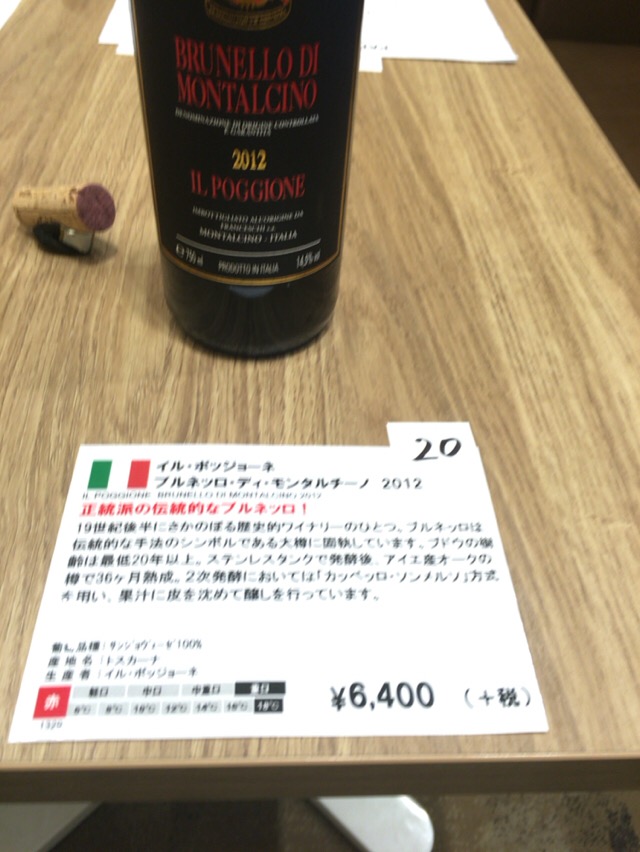 BRUNELLO DI
MONTALCINO
DENOMINAZIONE DI ORIGINE CONTROLLATA
E GARANTITA
2012
IL POGGIONE
IMBOTTIGLIATO ALL'ORIGINE DA
MONTALCINO - ITALIA
750 ml PRODOTTO IN ITALIA 14,5% vol
20
イル・ポッジョーネ
ブルネッロ・ディ・モンタルチーノ 2012
IL POGGIONE BRUNELLO DI MONTALCINO 2012
正統派の伝統的なブルネッロ!
19世紀後半にさかのぼる歴史的ワイナリーのひとつ。ブルネッロは
伝統的な手法のシンボルである大樽に固執しています。ブドウの樹
齢は最低20年以上。ステンレスタンクで発酵後、アイエ産オークの
樽で36ヶ月熟成。2次発酵においては「カッペッロ・ソンメルソ」方式
を用い、果汁に皮を沈めて醸しを行っています。
葡萄品種:サンジョヴェーゼ100%
産地名:トスカーナ
生産者:イル・ポッジョーネ
赤 軽口 中口 中重口 重口
6℃ 8℃ 10℃ 12℃ 14℃ 16℃ 18℃
¥6,400 (+税)
1320